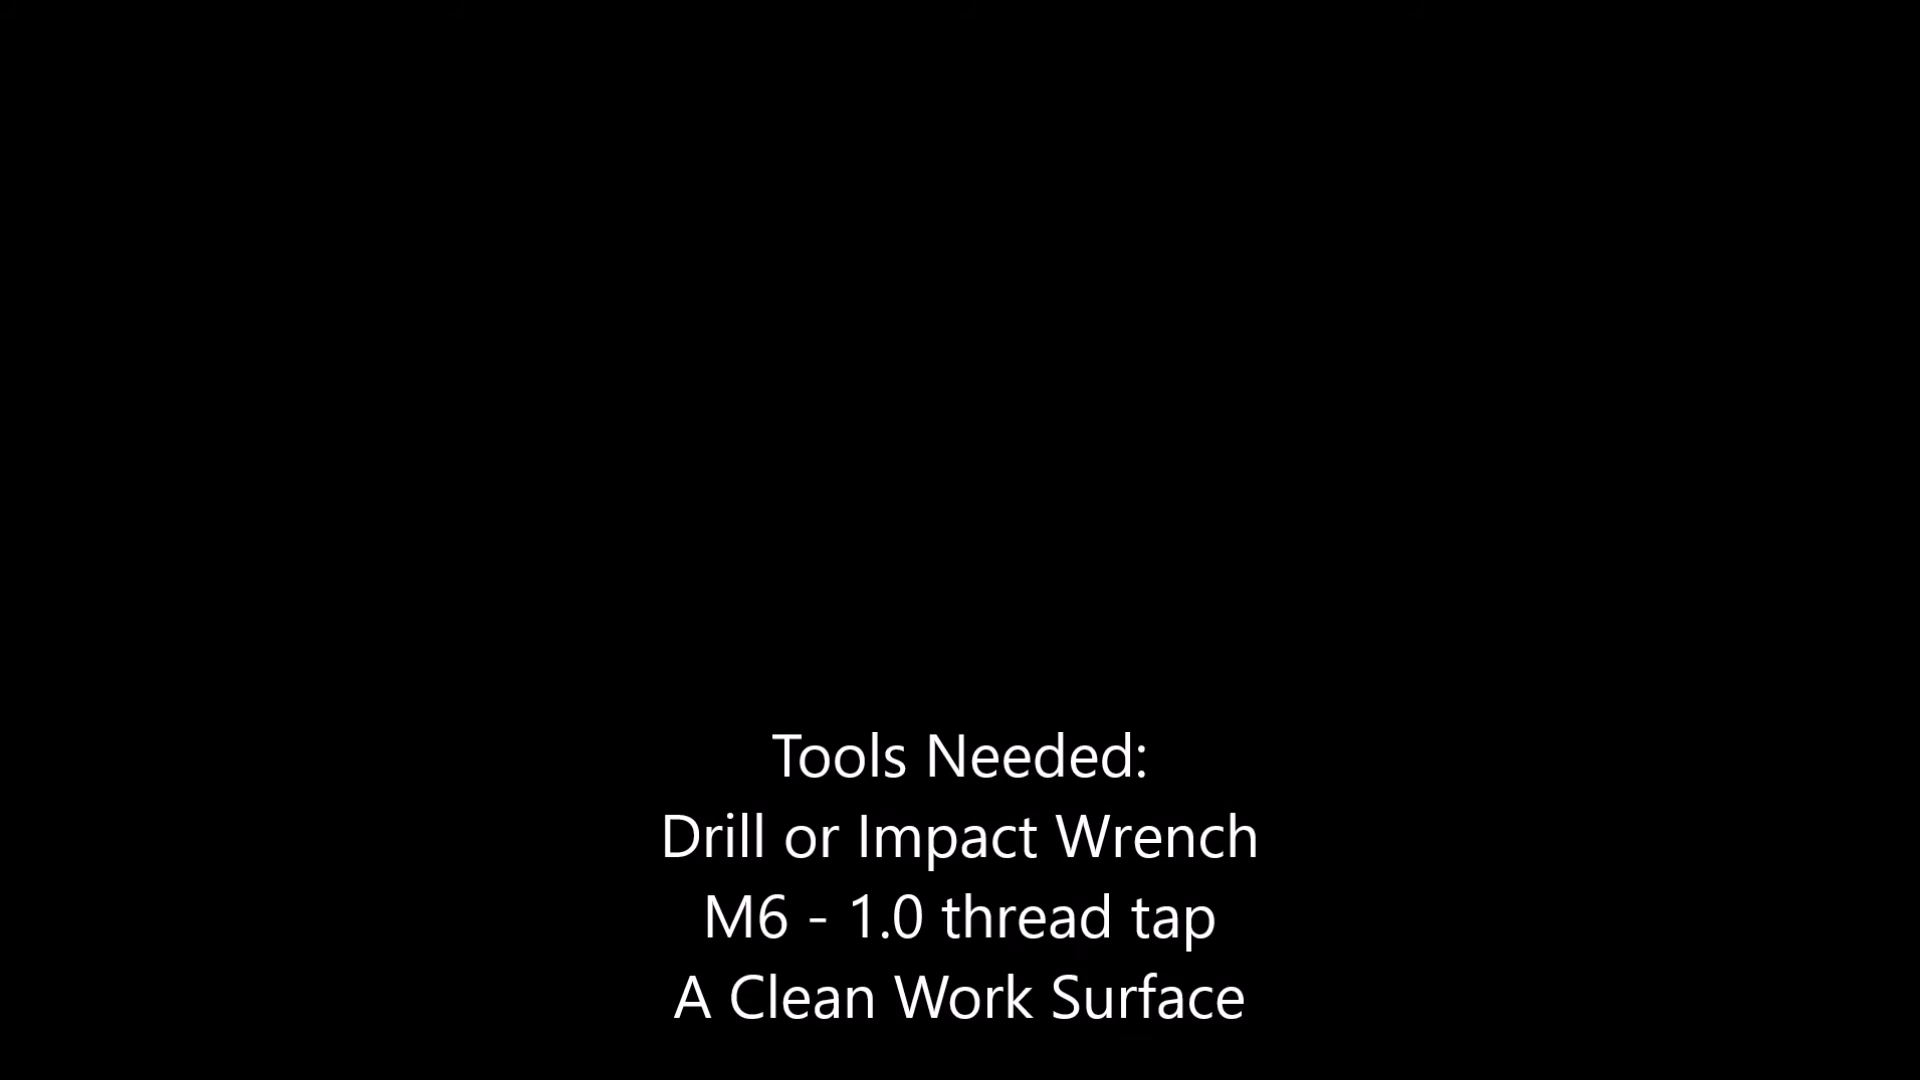 Tools Needed:
Drill or Impact Wrench
M6 - 1.0 thread tap
A Clean Work Surface